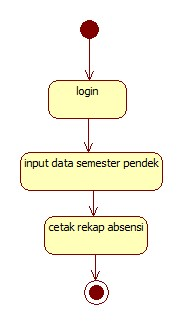 login
input data semester pendek
cetak rekap absensi